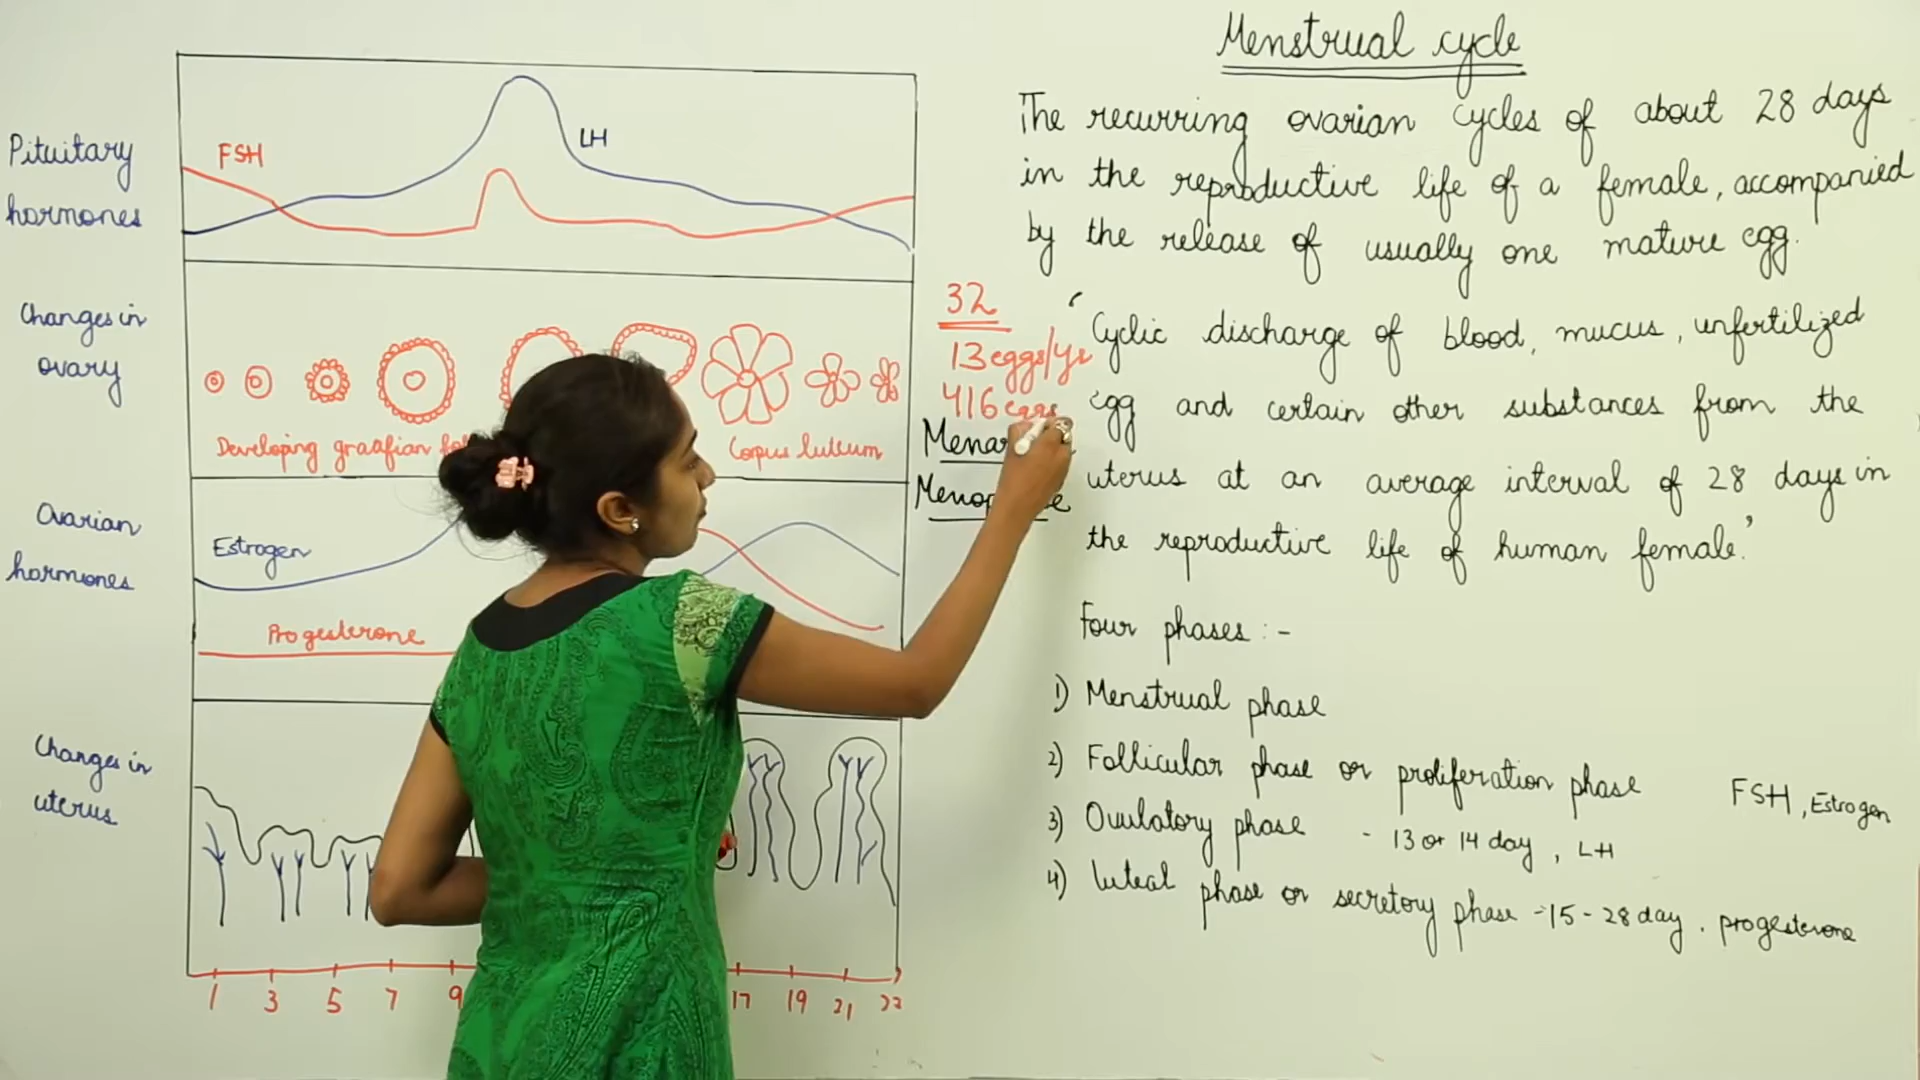 Menstrual cycle
The recurring ovarian cycles of about 28 days
in the reproductive life of a female, accompanied
by the release of usually one mature egg.
'Cyclic discharge of blood, mucus, unfertilized
egg and certain other substances from the
uterus at an average interval of 28 days in
the reproductive life of human female.'
Four phases :-
1) Menstrual phase
2) Follicular phase or proliferation phase FSH, Estrogen
3) Ovulatory phase - 13 or 14 day, LH
4) luteal phase or secretory phase - 15 - 28 day. progesterone
32
13 eggs/yr
416 eggs
Pituitary
hormones
FSH
LH
Changes in
ovary
Developing graafian
Corpus luteum
Ovarian
hormones
Estrogen
Progesterone
Changes in
uterus
1 3 5 7 9 17 19 21